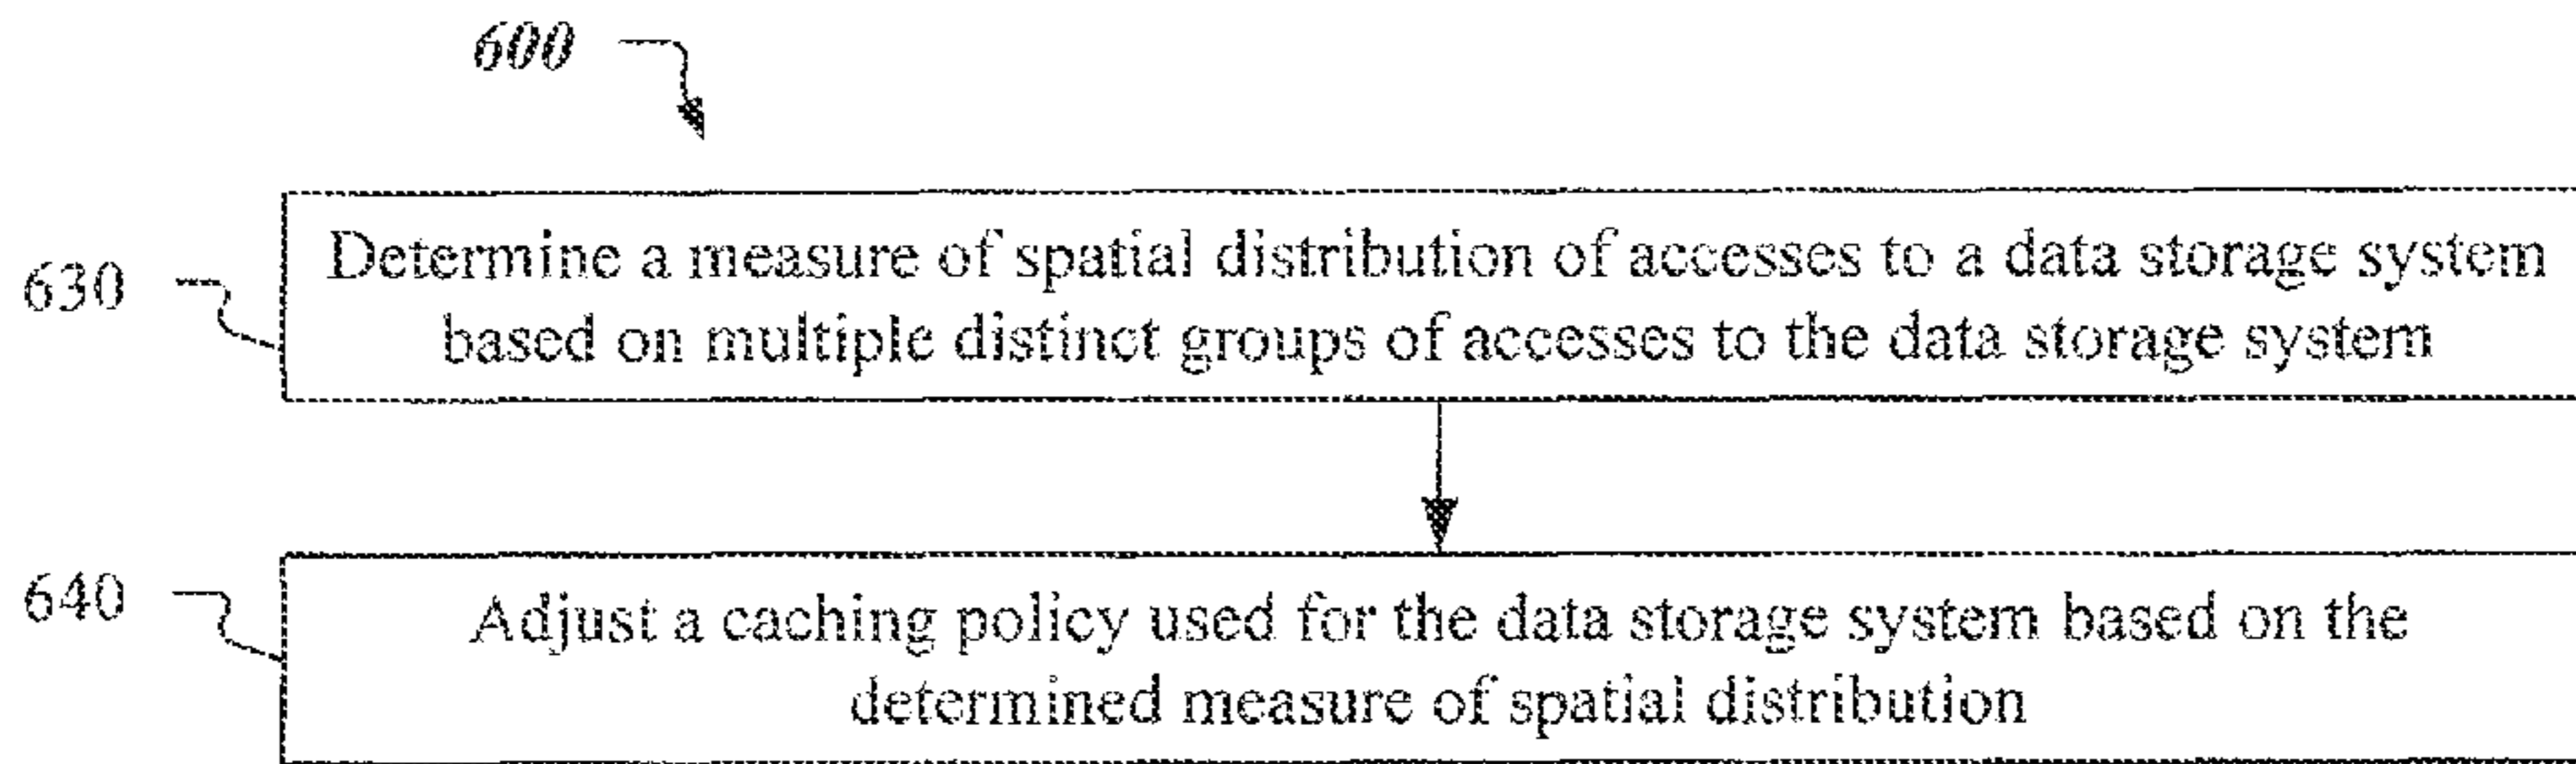 600
630
Determine a measure of spatial distribution of accesses to a data storage system
based on multiple distinct groups of accesses to the data storage system
640
Adjust a caching policy used for the data storage system based on the
determined measure of spatial distribution